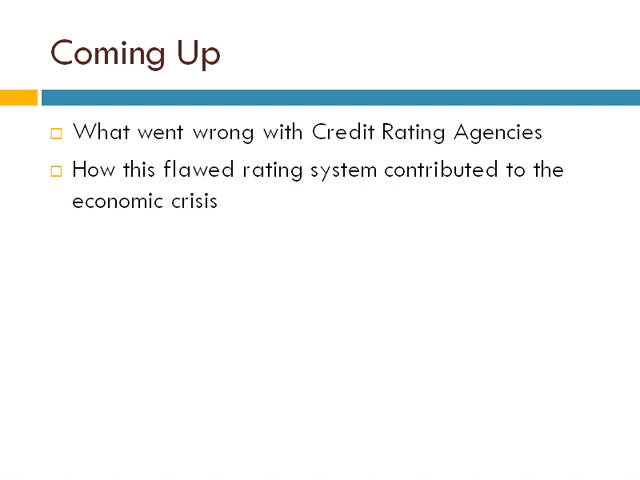 Coming Up
What went wrong with Credit Rating Agencies
How this flawed rating system contributed to the
economic crisis